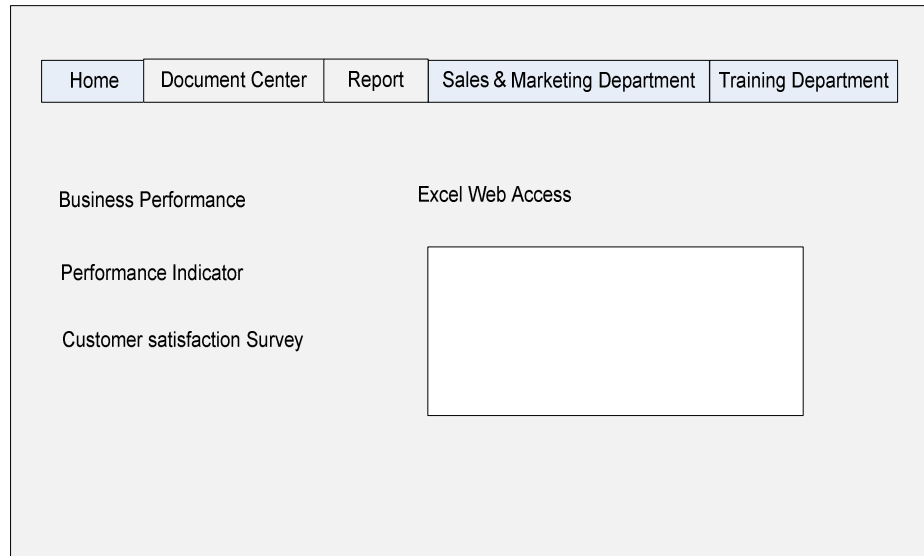 Home Document Center Report Sales & Marketing Department Training Department
Business Performance
Excel Web Access
Performance Indicator
Customer satisfaction Survey